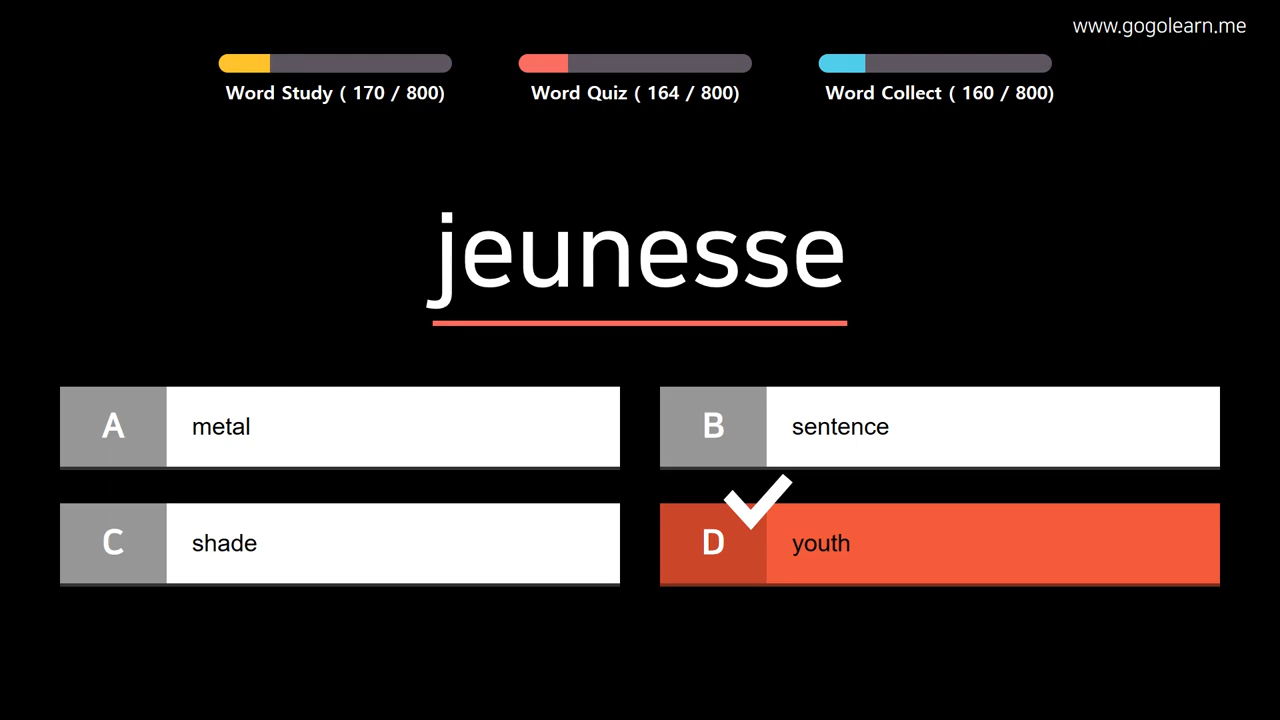 www.gogolearn.me
Word Study ( 170 / 800)
Word Quiz ( 164 / 800)
Word Collect ( 160 / 800)
jeunesse
A
metal
B
sentence
C
shade
D
youth